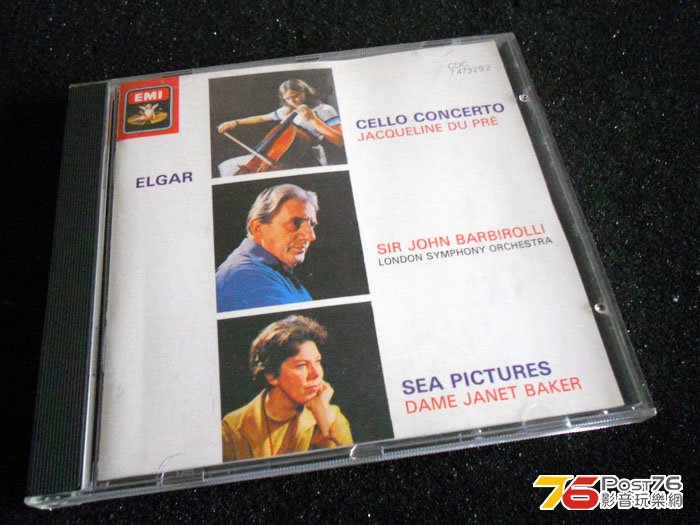 EMI
CDC
7 47329 2
CELLO CONCERTO
JACQUELINE DU PRÉ
ELGAR
SIR JOHN BARBIROLLI
LONDON SYMPHONY ORCHESTRA
SEA PICTURES
DAME JANET BAKER
76 Post76
影音玩樂網